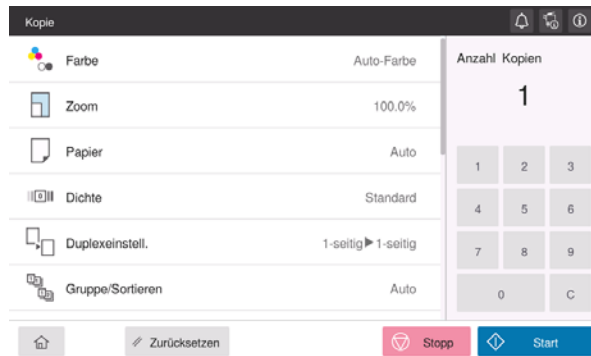 Kopie
Farbe Auto-Farbe
Zoom 100.0%
Papier Auto
Dichte Standard
Duplexeinstell. 1-seitig▶1-seitig
Gruppe/Sortieren Auto
Anzahl Kopien
1
1 2 3
4 5 6
7 8 9
0 C
Zurücksetzen Stopp Start